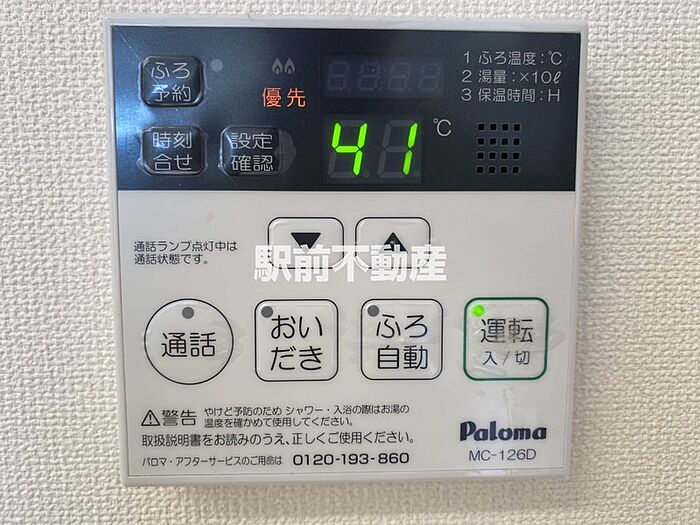 ふろ
予約
優先
1 ふろ温度:℃
2 湯量:×10ℓ
3 保温時間:H
時刻
合せ
設定
確認
41
℃
通話ランプ点灯中は
通話状態です。
▼
▲
駅前不動産
通話
おい
だき
ふろ
自動
運転
入/切
⚠警告 やけど予防のため シャワー・入浴の際はお湯の
温度を確かめて使用してください。
取扱説明書をお読みのうえ、正しくご使用ください。
パロマ・アフターサービスのご用命は 0120-193-860
Paloma
MC-126D